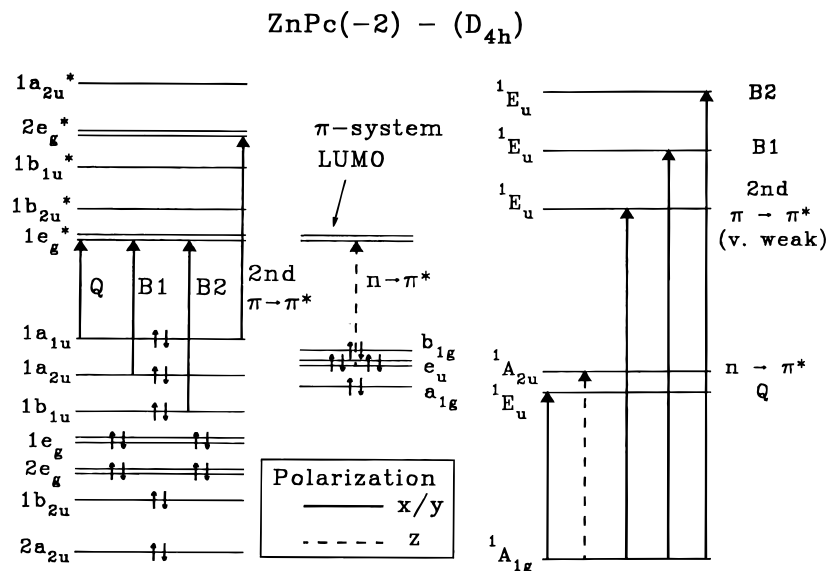 ZnPc(-2) - (D4h)
1a2u*
2eg*
1b1u*
1b2u*
1eg*
Q
B1
B2
2nd
π→π*
1a1u
1a2u
1b1u
1eg
2eg
1b2u
2a2u
π-system
LUMO
n→π*
b1g
eu
a1g
Polarization
x/y
z
1Eu
B2
1Eu
B1
1Eu
2nd
π → π*
(v. weak)
1A2u
n → π*
1Eu
Q
1A1g